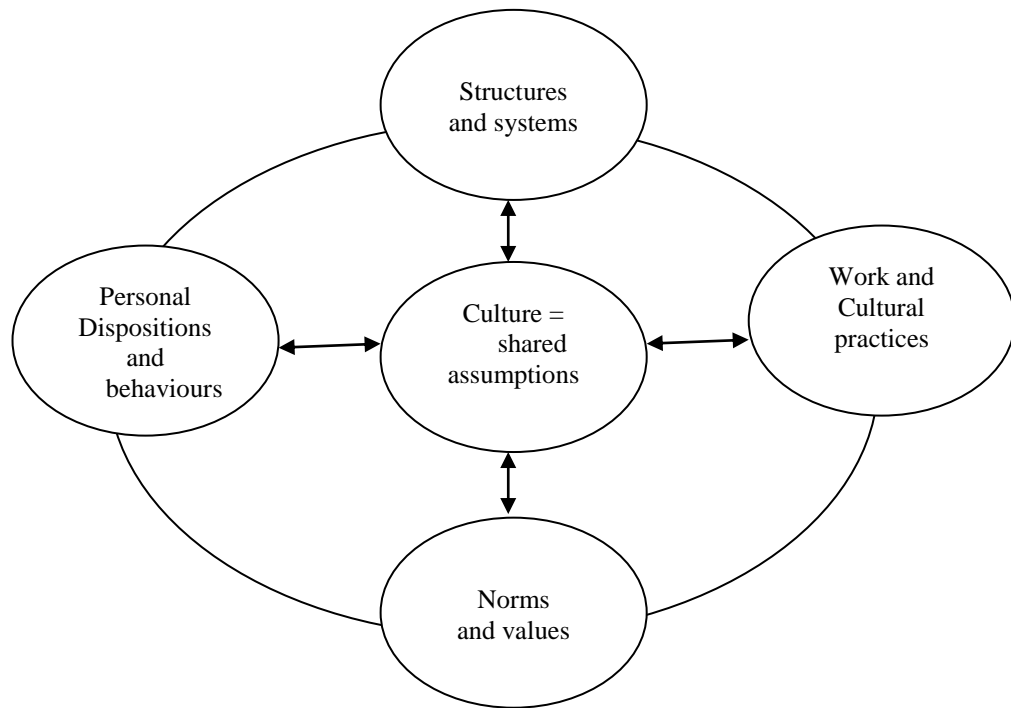 Structures
and systems
Personal
Dispositions
and
behaviours
Culture =
shared
assumptions
Work and
Cultural
practices
Norms
and values